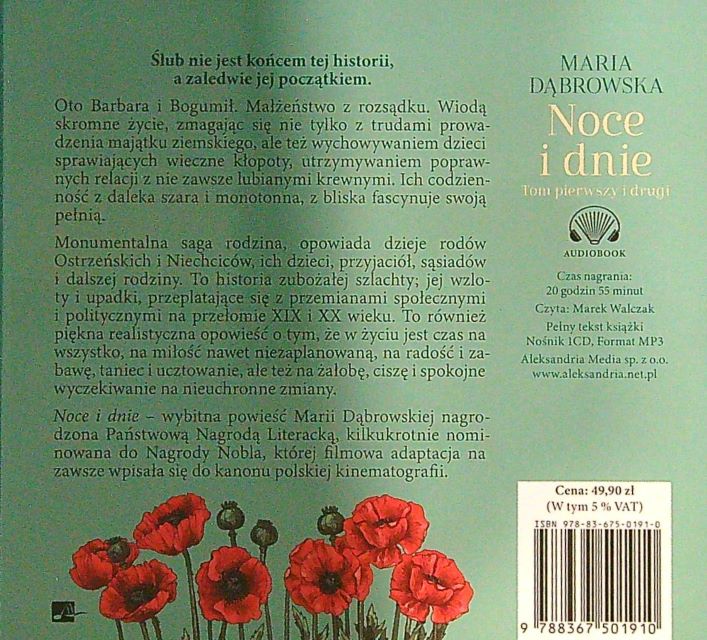 Ślub nie jest końcem tej historii,
a zaledwie jej początkiem.
Oto Barbara i Bogumił. Małżeństwo z rozsądku. Wiodą
skromne życie, zmagając się nie tylko z trudami prowa-
dzenia majątku ziemskiego, ale też wychowywaniem dzieci
sprawiających wieczne kłopoty, utrzymywaniem popraw-
nych relacji z nie zawsze lubianymi krewnymi. Ich codzien-
ność z daleka szara i monotonna, z bliska fascynuje swoją
pełnią.
Monumentalna saga rodzina, opowiada dzieje rodów
Ostrzeńskich i Niechciców, ich dzieci, przyjaciół, sąsiadów
i dalszej rodziny. To historia zubożałej szlachty; jej wzlo-
ty i upadki, przeplatające się z przemianami społecznymi
i politycznymi na przełomie XIX i XX wieku. To również
piękna realistyczna opowieść o tym, że w życiu jest czas na
wszystko, na miłość nawet niezaplanowaną, na radość i za-
bawę, taniec i ucztowanie, ale też na żałobę, ciszę i spokojne
wyczekiwanie na nieuchronne zmiany.
Noce i dnie – wybitna powieść Marii Dąbrowskiej nagro-
dzona Państwową Nagrodą Literacką, kilkukrotnie nomi-
nowana do Nagrody Nobla, której filmowa adaptacja na
zawsze wpisała się do kanonu polskiej kinematografii.
MARIA
DĄBROWSKA
Noce
i dnie
Tom pierwszy i drugi
AUDIOBOOK
Czas nagrania:
20 godzin 55 minut
Czyta: Marek Walczak
Pełny tekst książki
Nośnik 1CD, Format MP3
Aleksandria Media sp. z o.o.
www.aleksandria.net.pl
Cena: 49,90 zł
(W tym 5 % VAT)
ISBN 978-83-675-0191-0
9 788367 501910